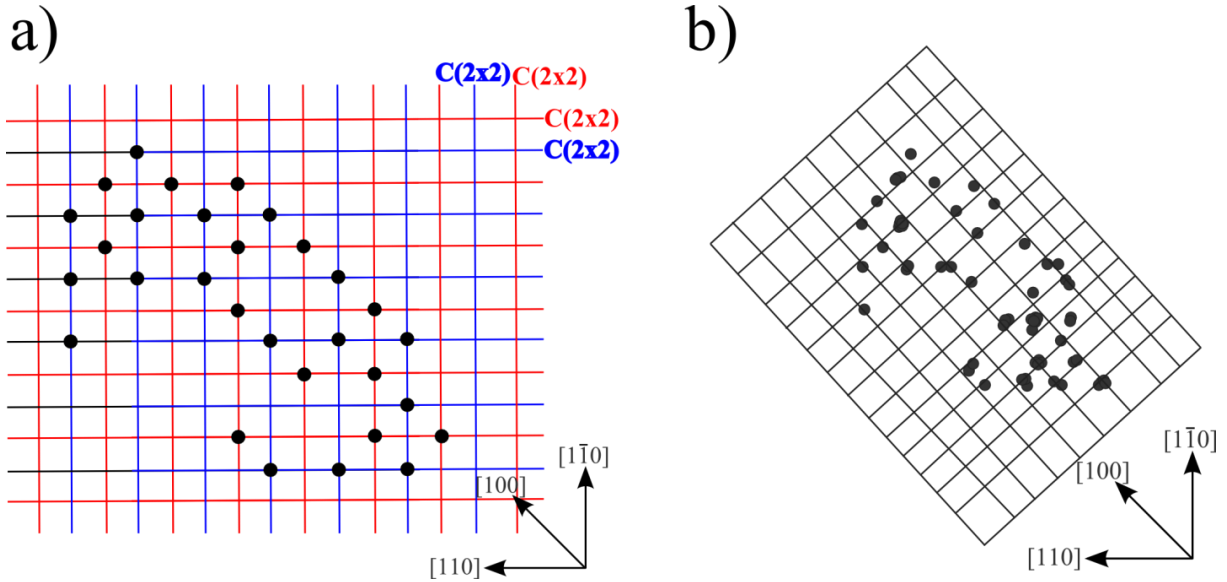 a)
C(2x2) C(2x2)
C(2x2)
C(2x2)
[11̄0]
[100]
[110]
b)
[11̄0]
[100]
[110]